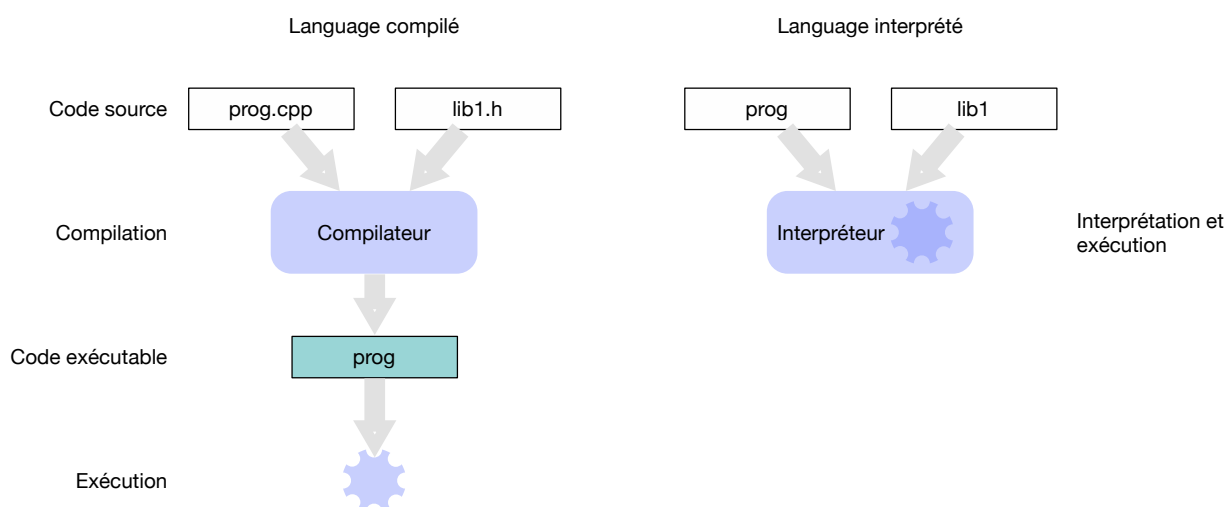 Language compilé
Language interprété
Code source
prog.cpp
lib1.h
prog
lib1
Compilation
Compilateur
Interpréteur
Interprétation et
exécution
Code exécutable
prog
Exécution